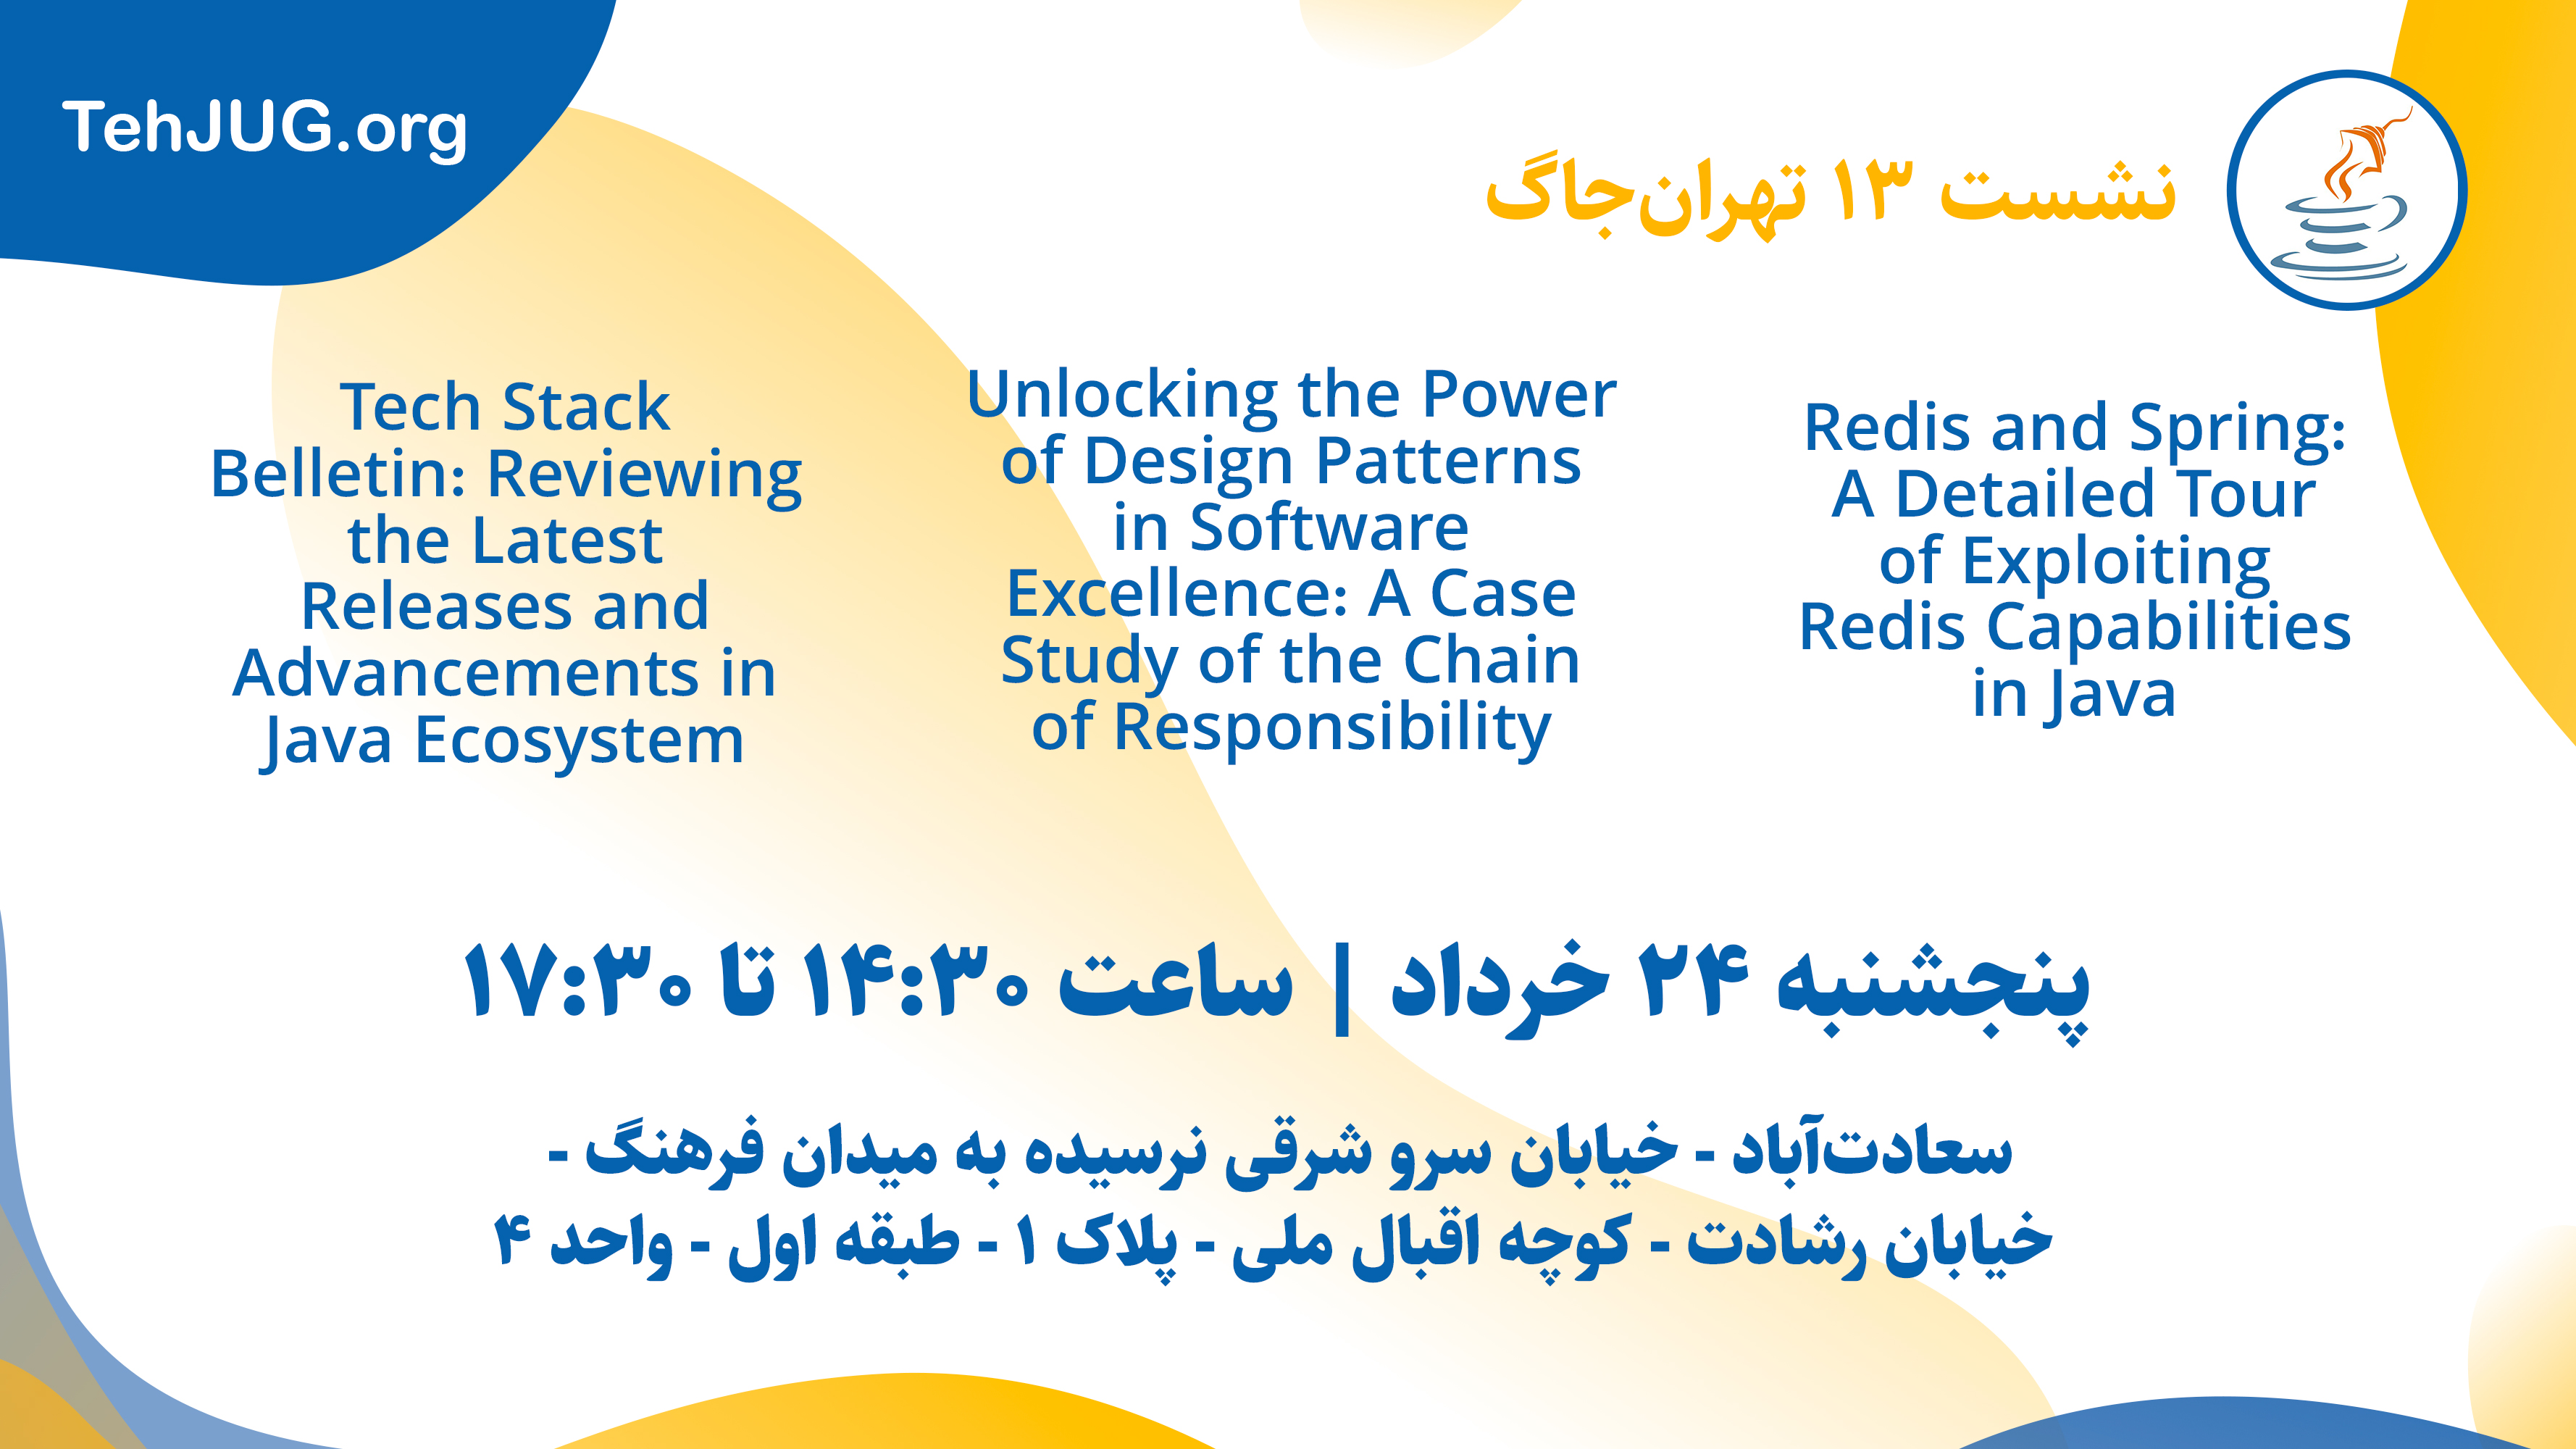 TehJUG.org
نشست ۱۳ تهران‌جاگ
Tech Stack
Belletin: Reviewing
the Latest
Releases and
Advancements in
Java Ecosystem
Unlocking the Power
of Design Patterns
in Software
Excellence: A Case
Study of the Chain
of Responsibility
Redis and Spring:
A Detailed Tour
of Exploiting
Redis Capabilities
in Java
پنجشنبه ۲۴ خرداد | ساعت ۱۴:۳۰ تا ۱۷:۳۰
سعادت‌آباد - خیابان سرو شرقی نرسیده به میدان فرهنگ -
خیابان رشادت - کوچه اقبال ملی - پلاک ۱ - طبقه اول - واحد ۴